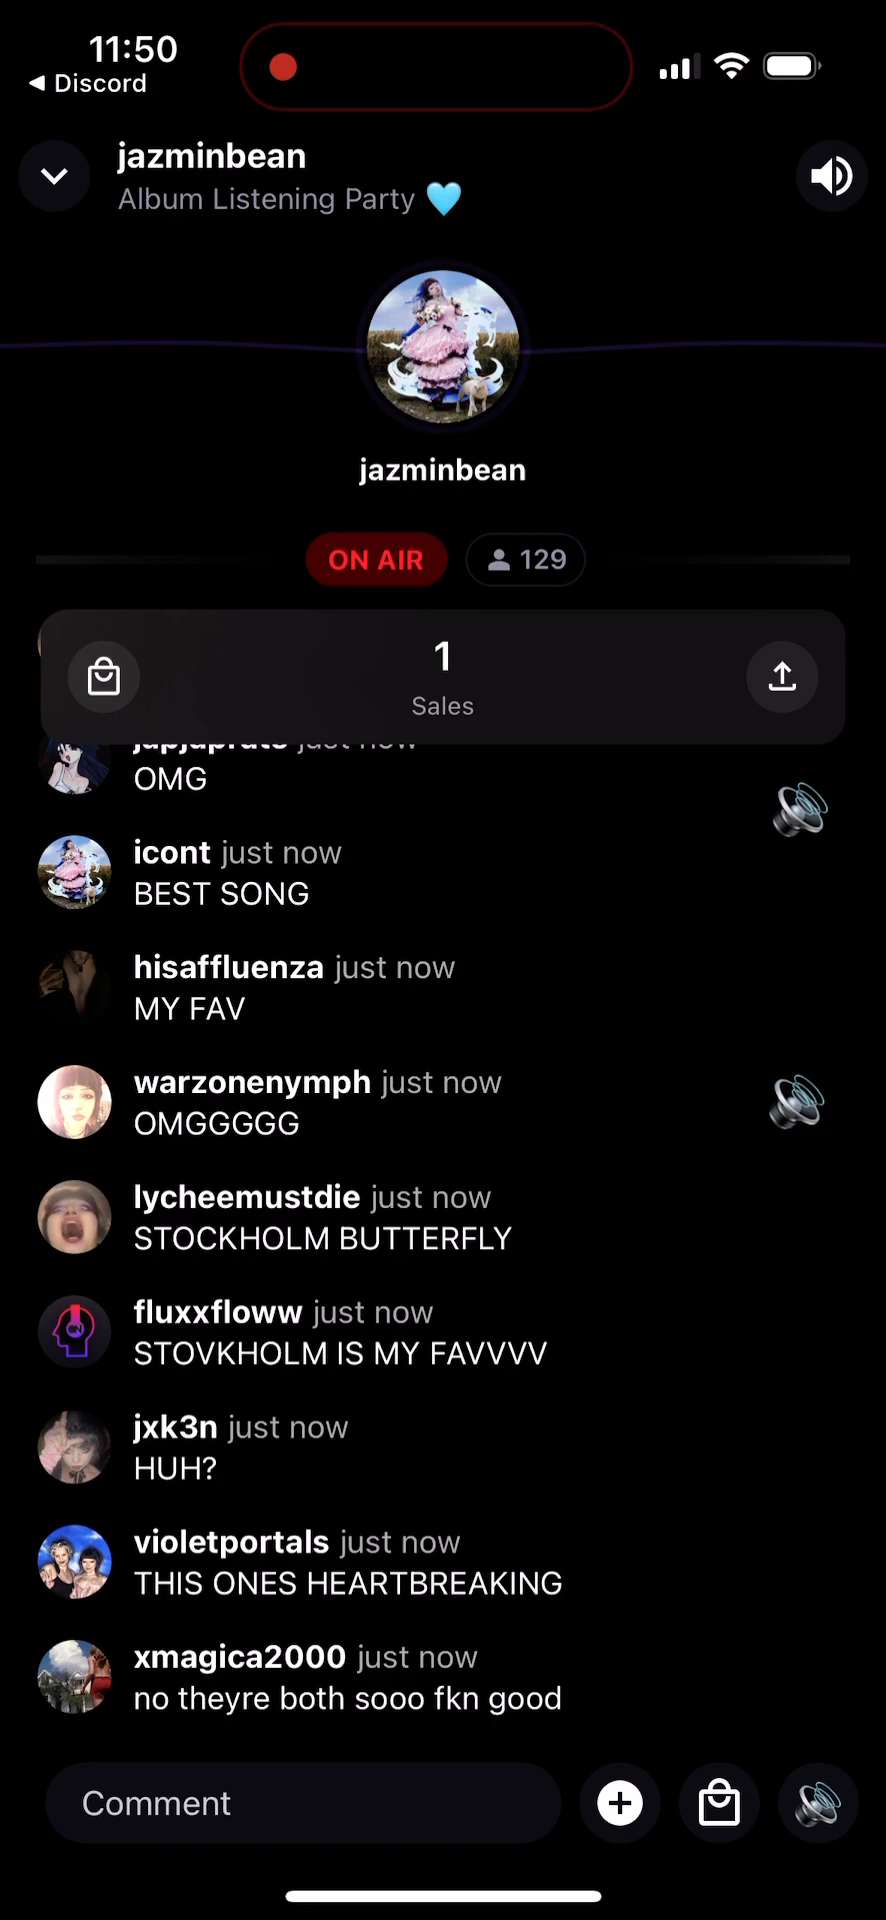 11:50
Discord
jazminbean
Album Listening Party 🩵
jazminbean
ON AIR
129
1
Sales
just now
OMG
icont just now
BEST SONG
hisaffluenza just now
MY FAV
warzonenymph just now
OMGGGGG
lycheemustdie just now
STOCKHOLM BUTTERFLY
fluxxfloww just now
STOVKHOLM IS MY FAVVVV
jxk3n just now
HUH?
violetportals just now
THIS ONES HEARTBREAKING
xmagica2000 just now
no theyre both sooo fkn good
Comment